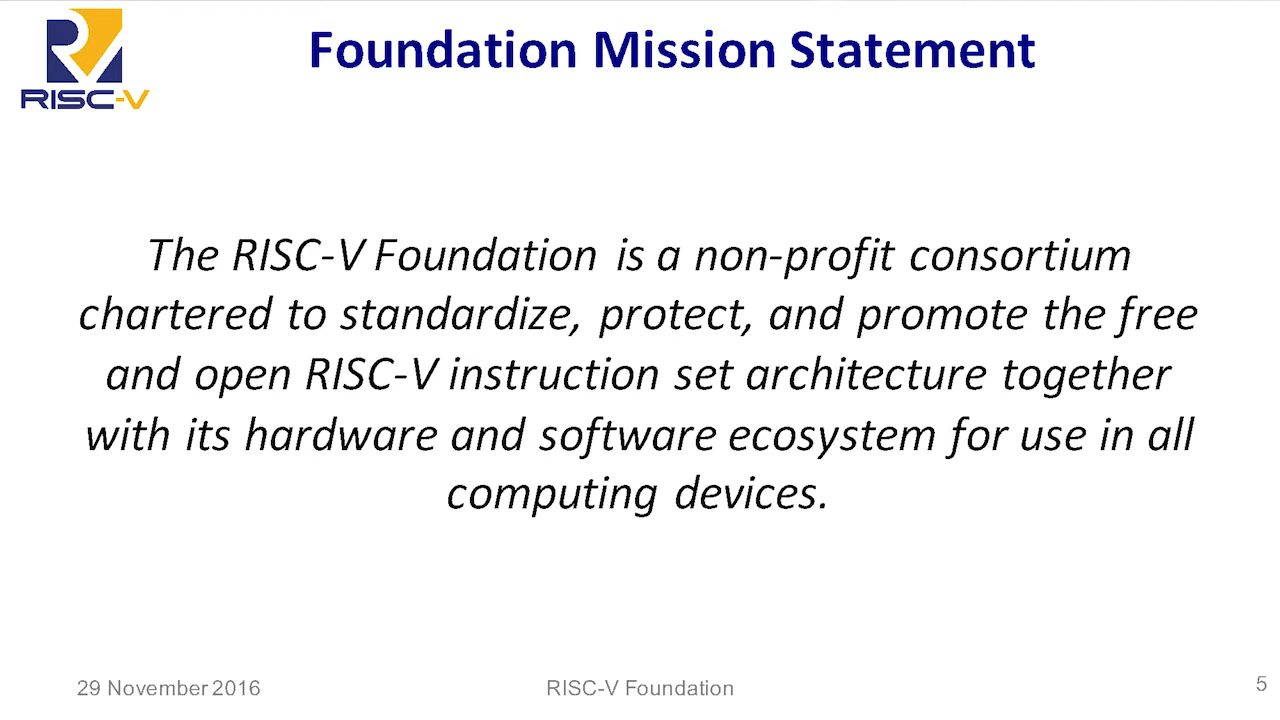 RISC-V
Foundation Mission Statement
The RISC-V Foundation is a non-profit consortium
chartered to standardize, protect, and promote the free
and open RISC-V instruction set architecture together
with its hardware and software ecosystem for use in all
computing devices.
29 November 2016
RISC-V Foundation
5